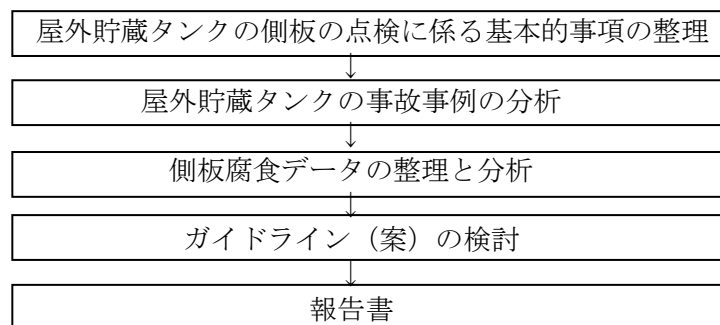 屋外貯蔵タンクの側板の点検に係る基本的事項の整理
↓
屋外貯蔵タンクの事故事例の分析
↓
側板腐食データの整理と分析
↓
ガイドライン（案）の検討
↓
報告書